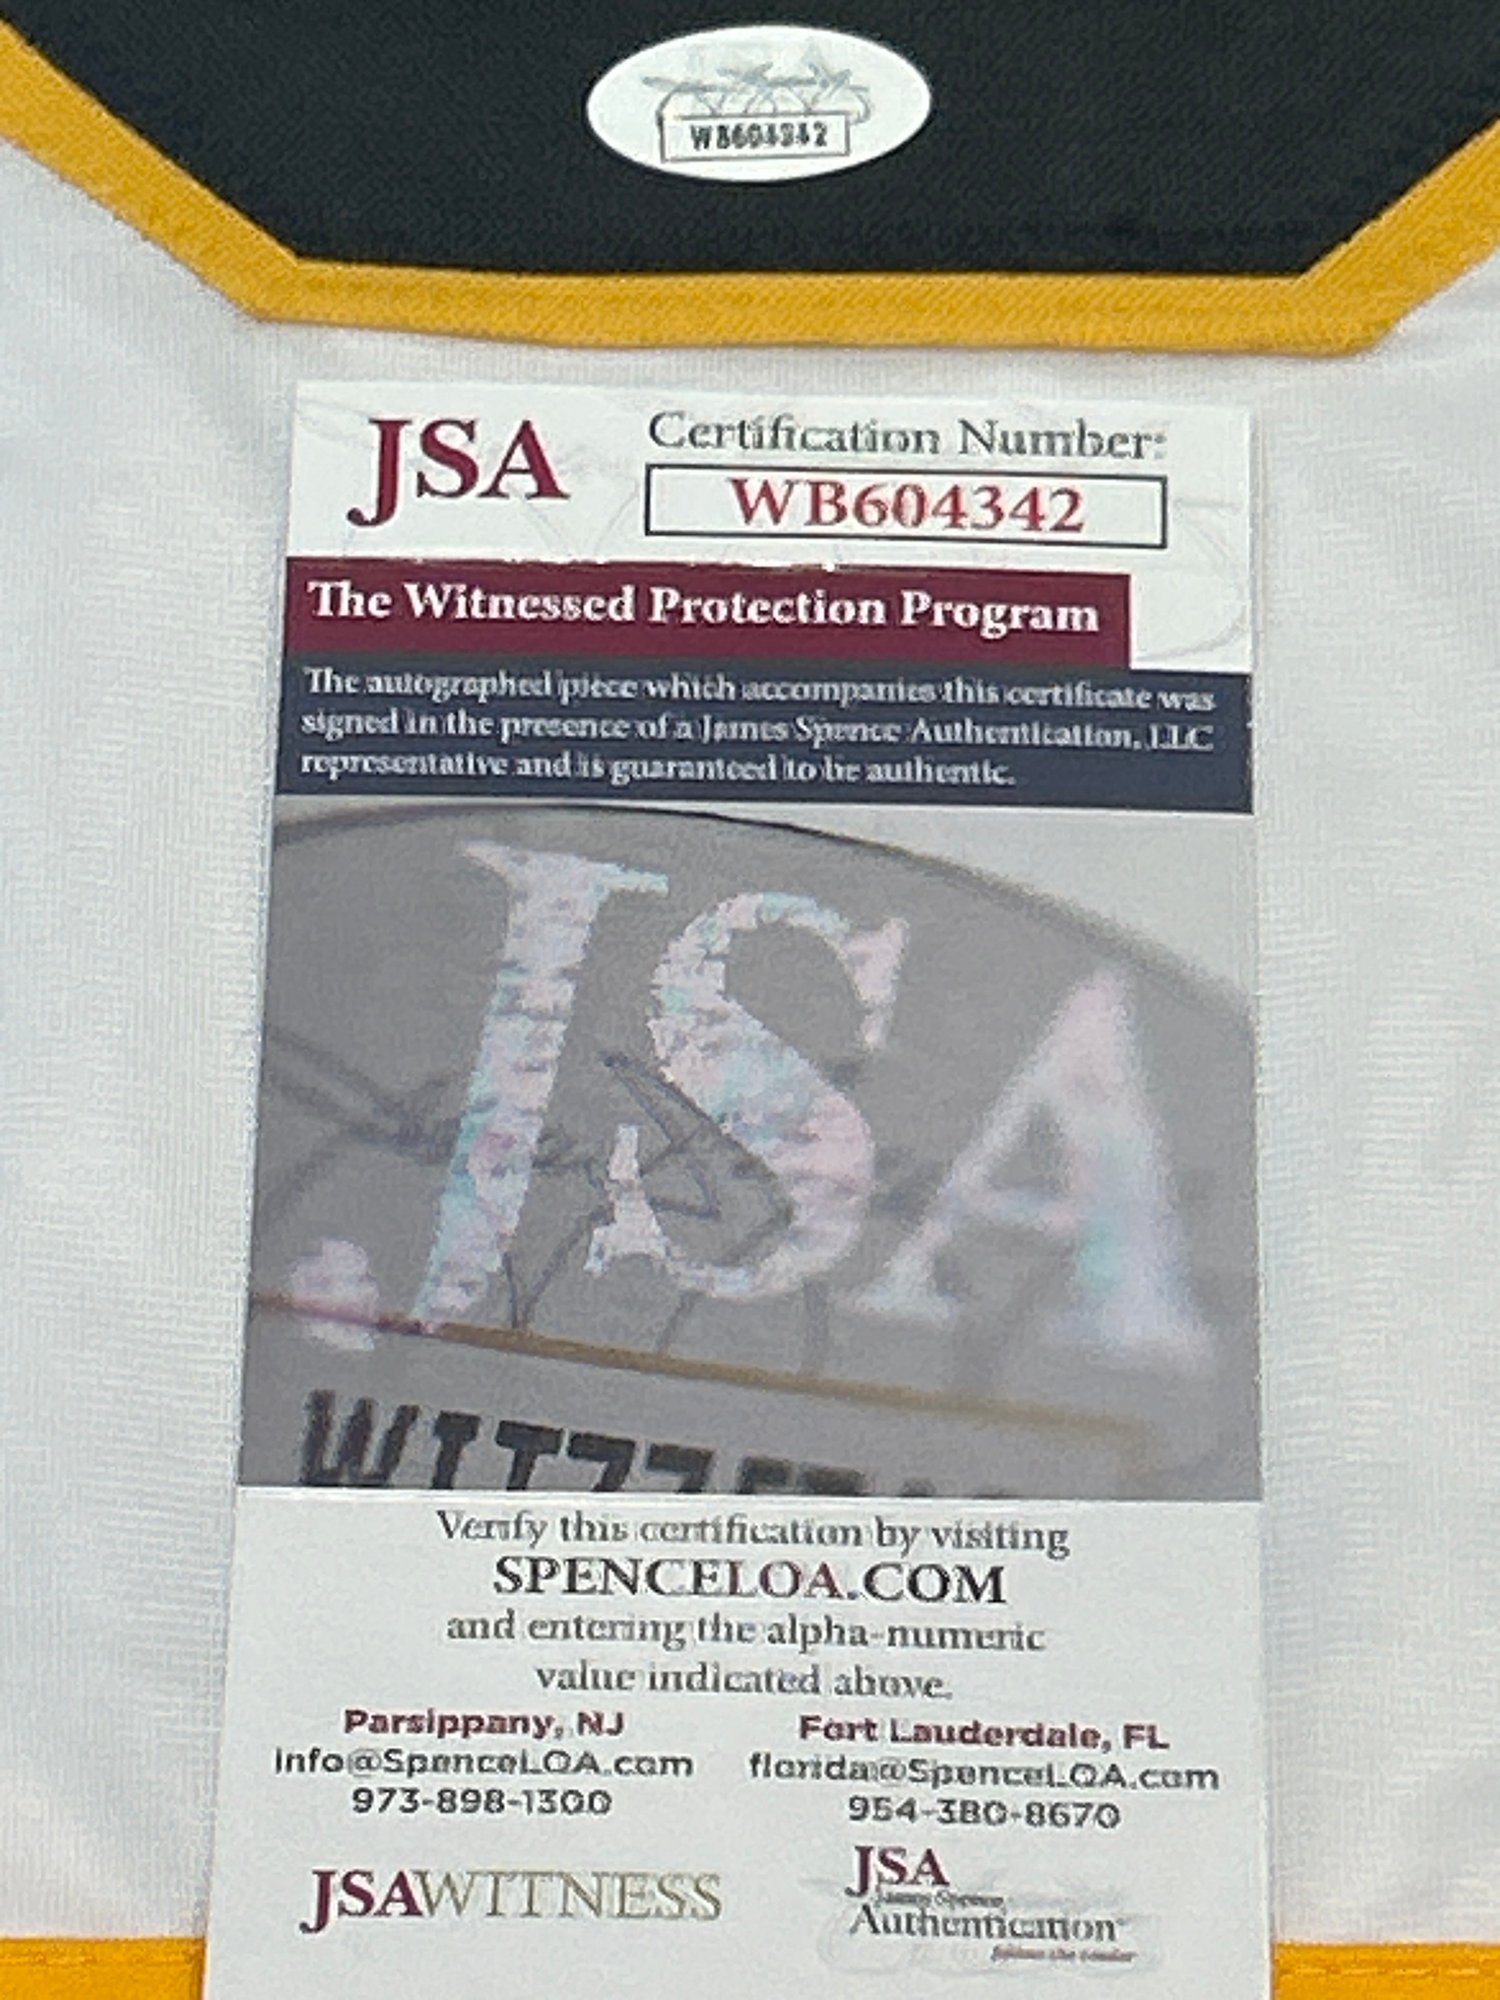 WB604342
JSA
Certification Number:
WB604342
The Witnessed Protection Program
The autographed piece which accompanies this certificate was
signed in the presence of a James Spence Authentication, LLC
representative and is guaranteed to be authentic.
JSA
Verify this certification by visiting
SPENCELOA.COM
and entering the alpha-numeric
value indicated above.
Parsippany, NJ
info@SpenceLOA.com
973-898-1300
Fort Lauderdale, FL
florida@SpenceLOA.com
954-380-8670
JSAWITNESS
JSA
James Spence
Authentication